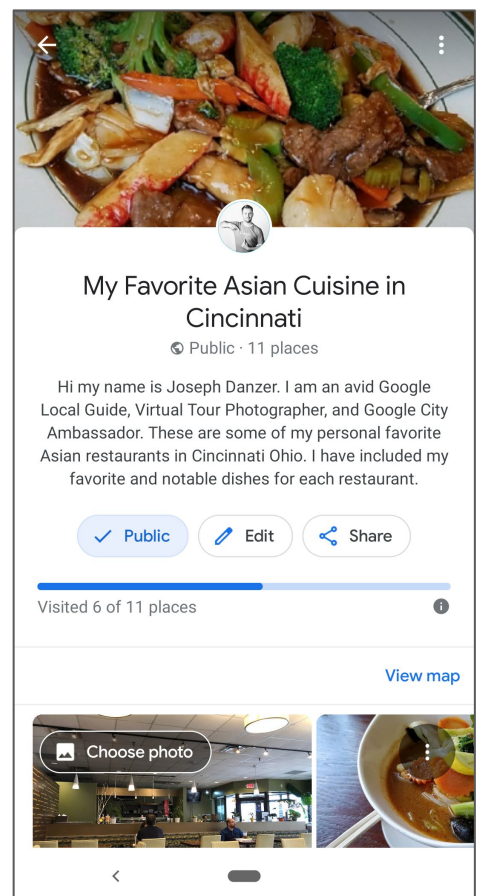 My Favorite Asian Cuisine in
Cincinnati
Public · 11 places
Hi my name is Joseph Danzer. I am an avid Google
Local Guide, Virtual Tour Photographer, and Google City
Ambassador. These are some of my personal favorite
Asian restaurants in Cincinnati Ohio. I have included my
favorite and notable dishes for each restaurant.
Public
Edit
Share
Visited 6 of 11 places
View map
Choose photo